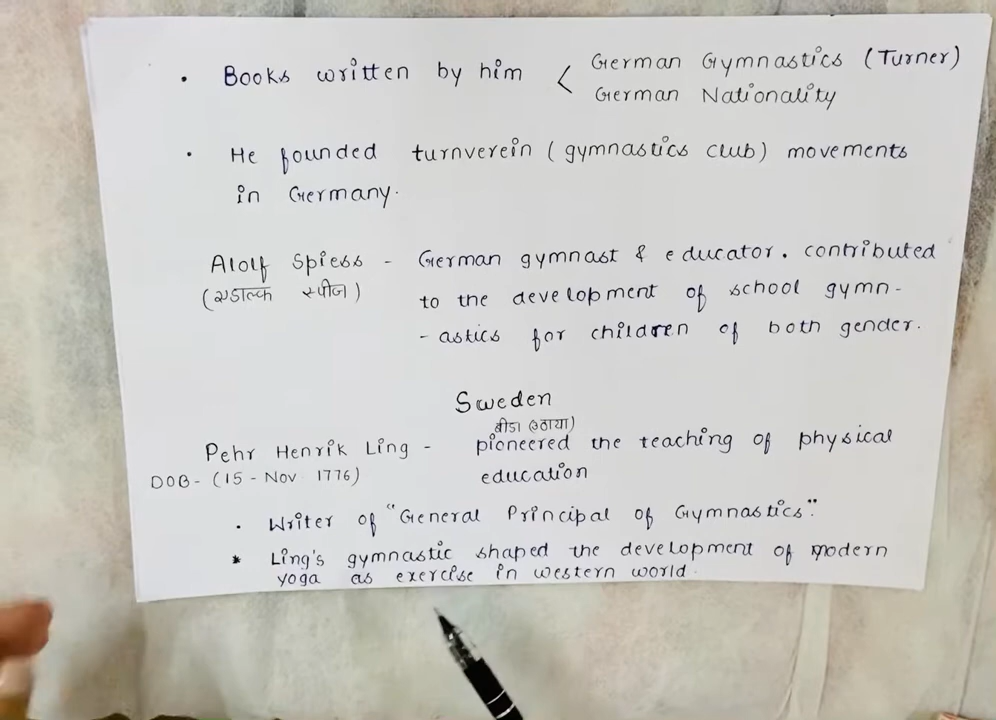 • Books written by him < German Gymnastics (Turner)
German Nationality
• He founded turnverein (gymnastics club) movements
in Germany.
Alolf Spiess - German gymnast & educator. contributed
(अडाल्फ स्पीज) to the development of school gymn-
- astics for children of both gender.
Sweden
बीडा उठाया)
Pehr Henrik Ling - pioneered the teaching of physical
DOB- (15 - Nov 1776) education
• Writer of "General Principal of Gymnastics."
* Ling's gymnastic shaped the development of modern
yoga as exercise in western world.